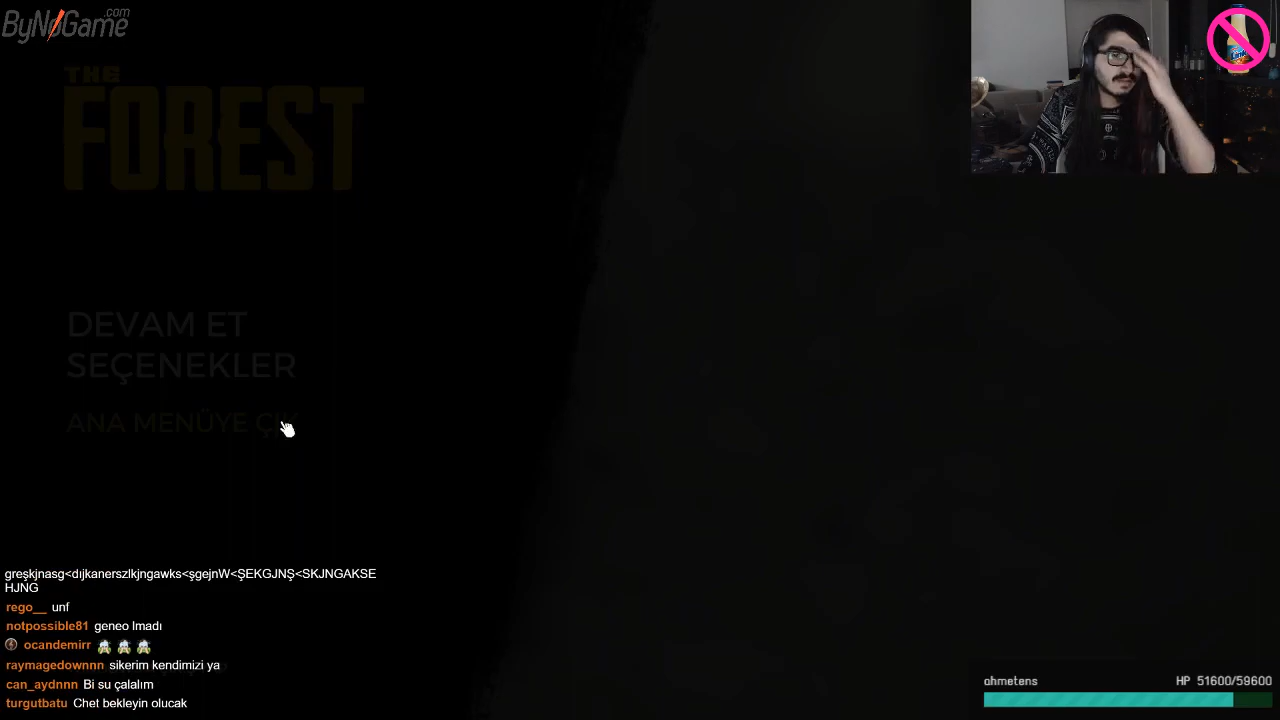 ByNoGame.com
THE
FOREST
DEVAM ET
SEÇENEKLER
ANA MENÜYE ÇIK
greşkjnasg<dıjkanerszlkjngawks<şgejnW<ŞEKGJNŞ<SKJNGAKSE
HJNG
rego__ unf
notpossible81 geneo lmadı
ocandemirr
raymagedownnn sikerim kendimizi ya
can_aydnnn Bi su çalalım
turgutbatu Chet bekleyin olucak
ahmetens HP 51600/59600